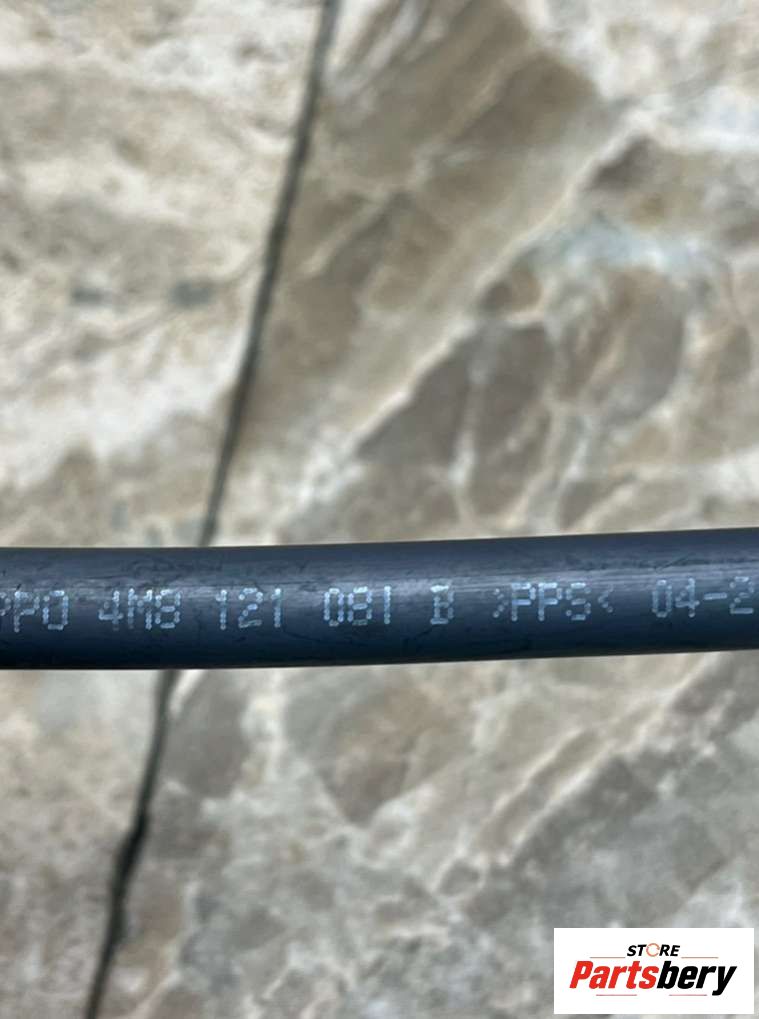 PPO 4M8 121 081 B >PPS< 04-2
STORE
Partsbery